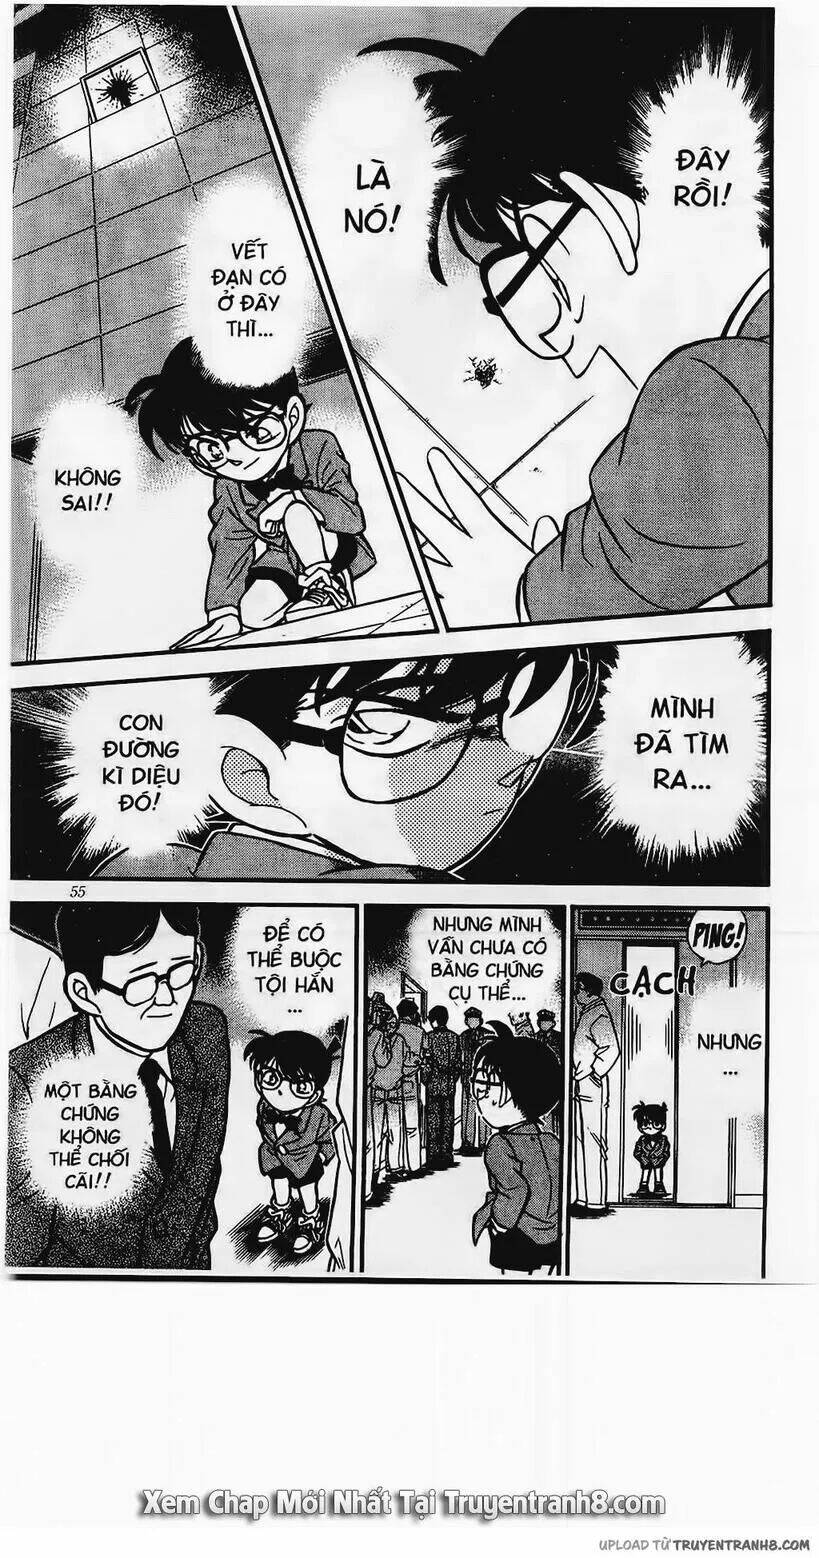 ĐÂY
RỒI!
LÀ
NÓ!
VẾT
ĐẠN CÓ
Ở ĐÂY
THÌ...
KHÔNG
SAI!!
MÌNH
ĐÃ TÌM
RA...
CON
ĐƯỜNG
KÌ DIỆU
ĐÓ!
55
PING!
CẠCH
NHƯNG
...
NHƯNG MÌNH
VẪN CHƯA CÓ
BẰNG CHỨNG
CỤ THỂ...
ĐỂ CÓ
THỂ BUỘC
TỘI HẮN
...
MỘT BẰNG
CHỨNG
KHÔNG
THỂ CHỐI
CÃI!!
Xem Chap Mới Nhất Tại Truyentranh8.com
UPLOAD TỪ TRUYENTRANH8.COM